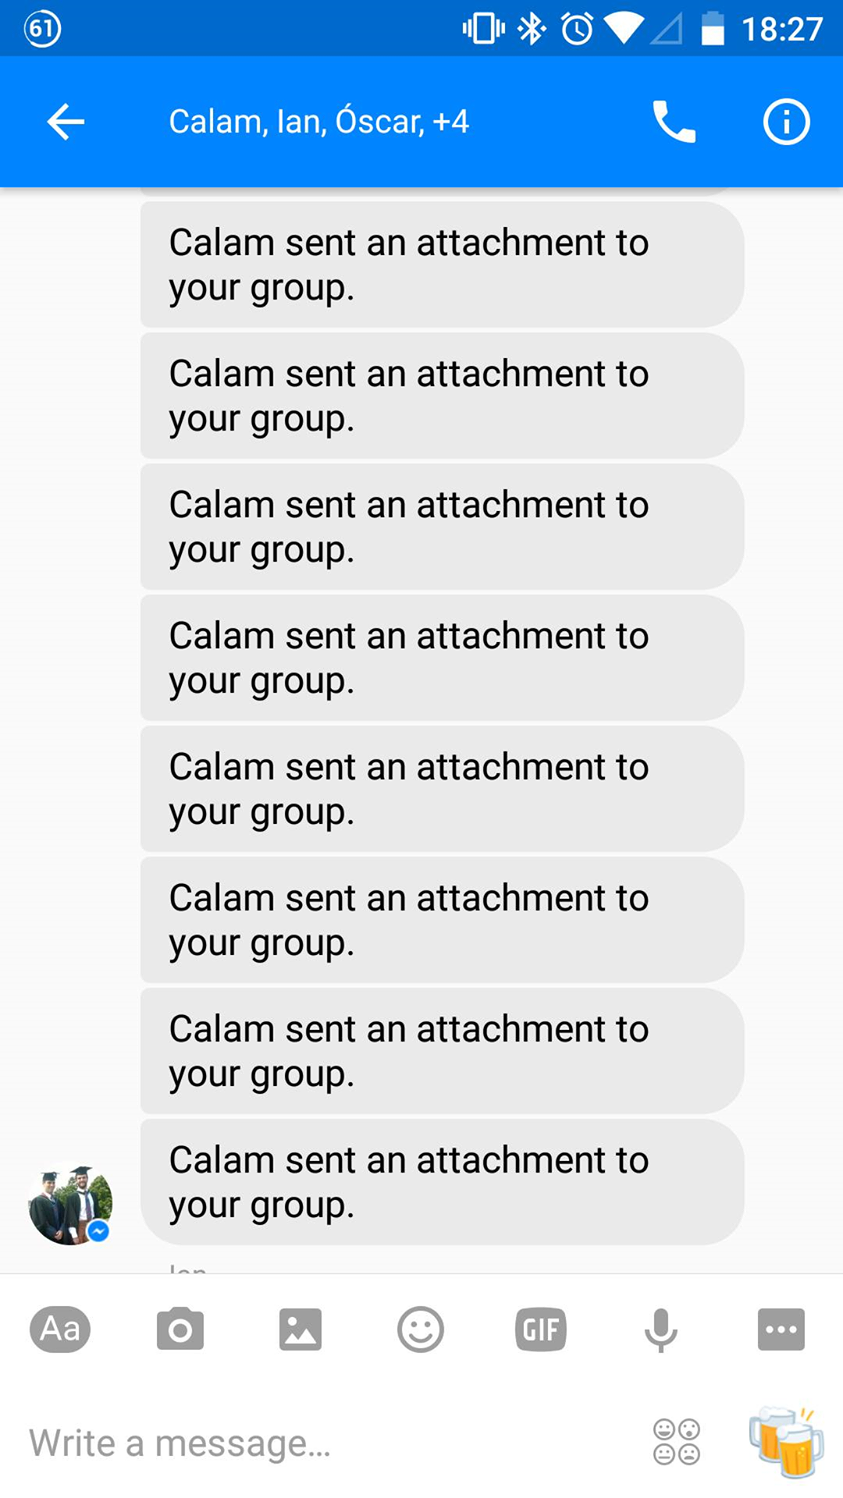 61
18:27
Calam, Ian, Óscar, +4
Calam sent an attachment to
your group.
Calam sent an attachment to
your group.
Calam sent an attachment to
your group.
Calam sent an attachment to
your group.
Calam sent an attachment to
your group.
Calam sent an attachment to
your group.
Calam sent an attachment to
your group.
Calam sent an attachment to
your group.
Ian
Aa
GIF
Write a message...